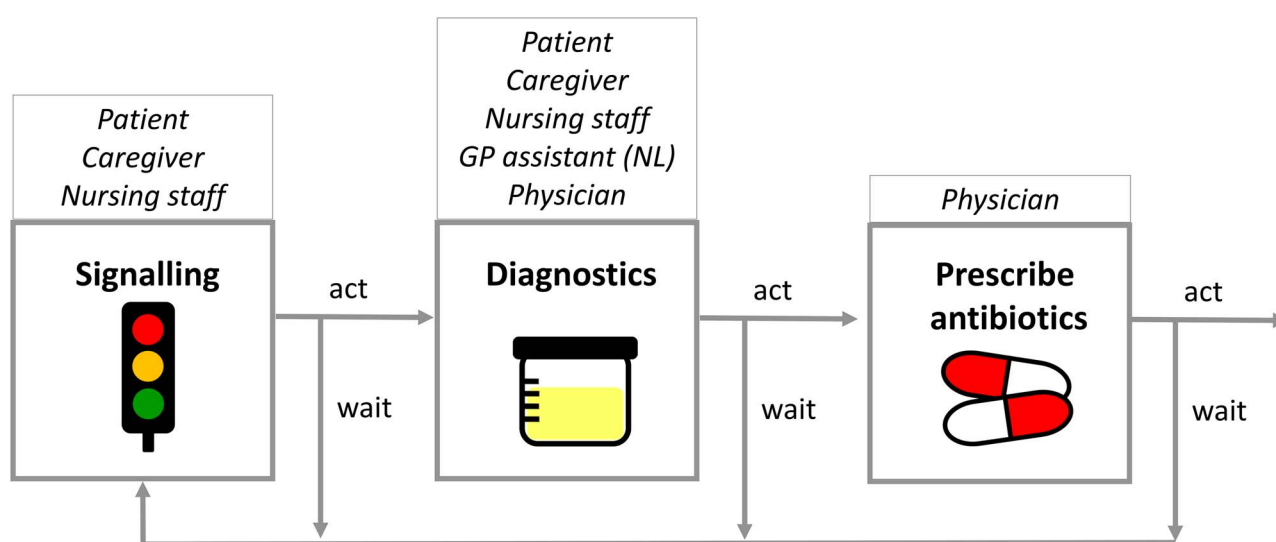 Patient
Caregiver
Nursing staff
Signalling
act
wait
Patient
Caregiver
Nursing staff
GP assistant (NL)
Physician
Diagnostics
act
wait
Physician
Prescribe
antibiotics
act
wait